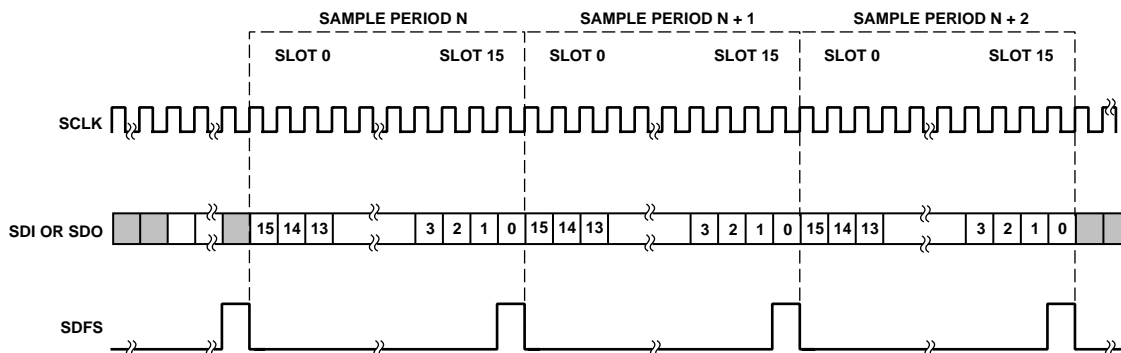 SAMPLE PERIOD N SAMPLE PERIOD N + 1 SAMPLE PERIOD N + 2
SLOT 0 SLOT 15 SLOT 0 SLOT 15 SLOT 0 SLOT 15
SCLK
SDI OR SDO 15 14 13 3 2 1 0 15 14 13 3 2 1 0 15 14 13 3 2 1 0
SDFS